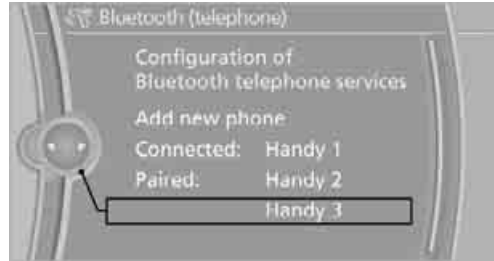 Bluetooth (telephone)
Configuration of
Bluetooth telephone services
Add new phone
Connected: Handy 1
Paired: Handy 2
Handy 3